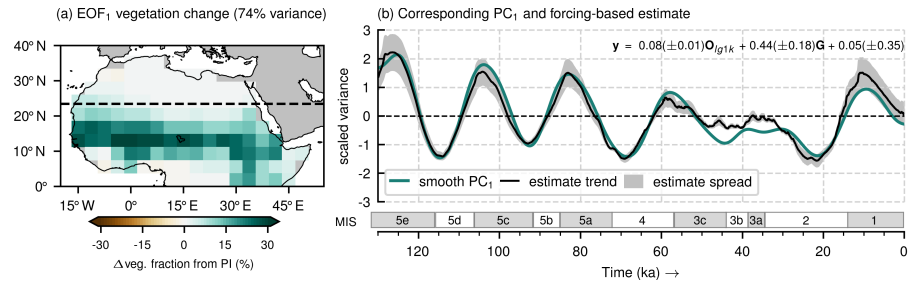 (a) EOF₁ vegetation change (74% variance)
40° N
30° N
20° N
10° N
0°
15° W 0° 15° E 30° E 45° E
-30 -15 0 15 30
Δveg. fraction from PI (%)
(b) Corresponding PC₁ and forcing-based estimate
y = 0.08(±0.01)O_lg1k + 0.44(±0.18)G + 0.05(±0.35)
scaled variance
3
2
1
0
-1
-2
-3
smooth PC₁ estimate trend estimate spread
MIS 5e 5d 5c 5b 5a 4 3c 3b 3a 2 1
120 100 80 60 40 20 0
Time (ka) →